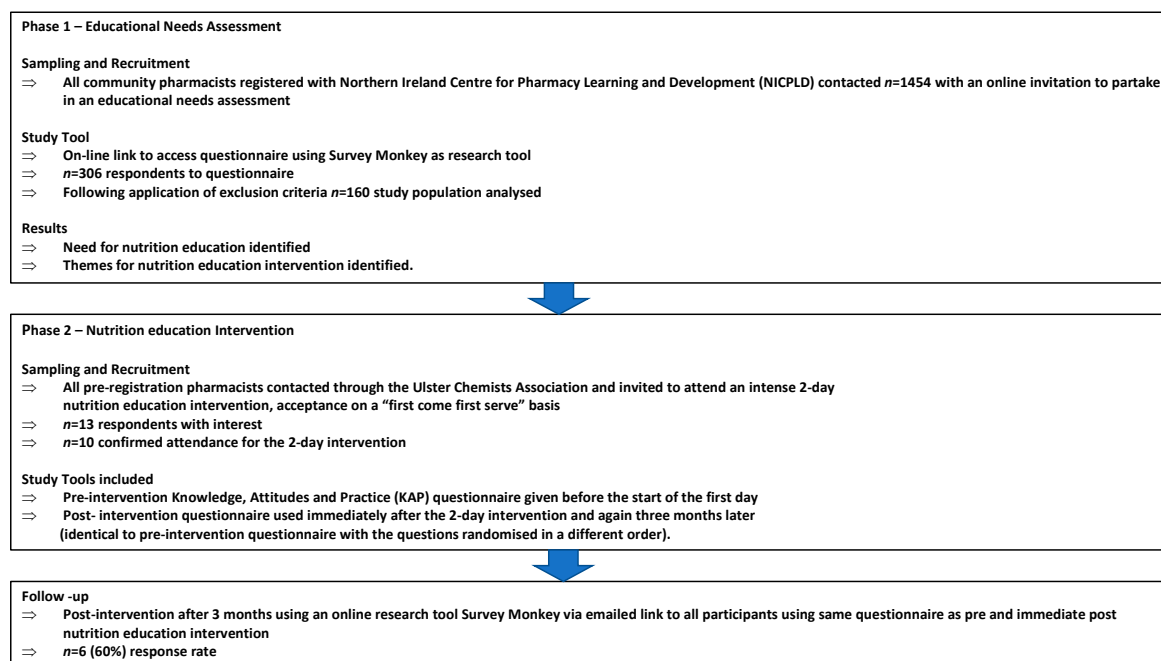 Phase 1 – Educational Needs Assessment
Sampling and Recruitment
⇒ All community pharmacists registered with Northern Ireland Centre for Pharmacy Learning and Development (NICPLD) contacted n=1454 with an online invitation to partake
in an educational needs assessment
Study Tool
⇒ On-line link to access questionnaire using Survey Monkey as research tool
⇒ n=306 respondents to questionnaire
⇒ Following application of exclusion criteria n=160 study population analysed
Results
⇒ Need for nutrition education identified
⇒ Themes for nutrition education intervention identified.
Phase 2 – Nutrition education Intervention
Sampling and Recruitment
⇒ All pre-registration pharmacists contacted through the Ulster Chemists Association and invited to attend an intense 2-day
nutrition education intervention, acceptance on a “first come first serve” basis
⇒ n=13 respondents with interest
⇒ n=10 confirmed attendance for the 2-day intervention
Study Tools included
⇒ Pre-intervention Knowledge, Attitudes and Practice (KAP) questionnaire given before the start of the first day
⇒ Post- intervention questionnaire used immediately after the 2-day intervention and again three months later
(identical to pre-intervention questionnaire with the questions randomised in a different order).
Follow -up
⇒ Post-intervention after 3 months using an online research tool Survey Monkey via emailed link to all participants using same questionnaire as pre and immediate post
nutrition education intervention
⇒ n=6 (60%) response rate